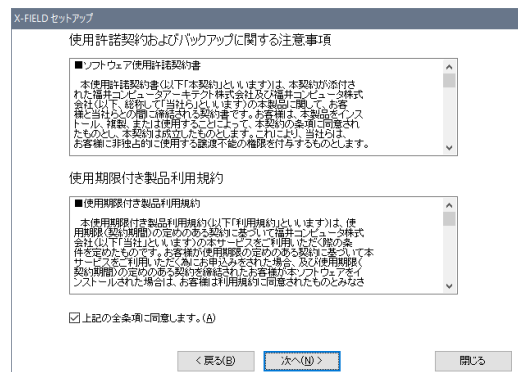 X-FIELD セットアップ
使用許諾契約およびバックアップに関する注意事項
■ソフトウェア使用許諾契約書
本使用許諾契約書(以下「本契約」といいます)は、本契約が添付さ
れた福井コンピュータアーキテクト株式会社及び福井コンピュータ株式
会社(以下、総称して「当社ら」といいます)の本製品に関して、お客
様と当社らとの間に締結される契約書です。お客様は、本製品をインス
トール、複製、または使用することによって、本契約の条項に同意され
たものとし、本契約は成立したものとします。これにより、当社らは、
お客様に非独占的に使用する譲渡不能の権限を付与するものとします。
使用期限付き製品利用規約
■使用期限付き製品利用規約
本使用期限付き製品利用規約(以下「利用規約」といいます)は、使
用期限(契約期間)の定めのある契約に基づいて福井コンピュータ株式
会社(以下「当社」といいます)の本サービスをご利用いただく際の条
件を定めたものです。お客様が使用期限の定めのある契約に基づいて本
サービスをご利用いただく為にお申込みをされた場合、及び使用期限(
契約期間)の定めのある契約を締結されたお客様が本ソフトウェアをイ
ンストールされた場合は、お客様は利用規約に同意されたものとみなさ
上記の全条項に同意します。(A)
< 戻る(B)
次へ(N) >
閉じる